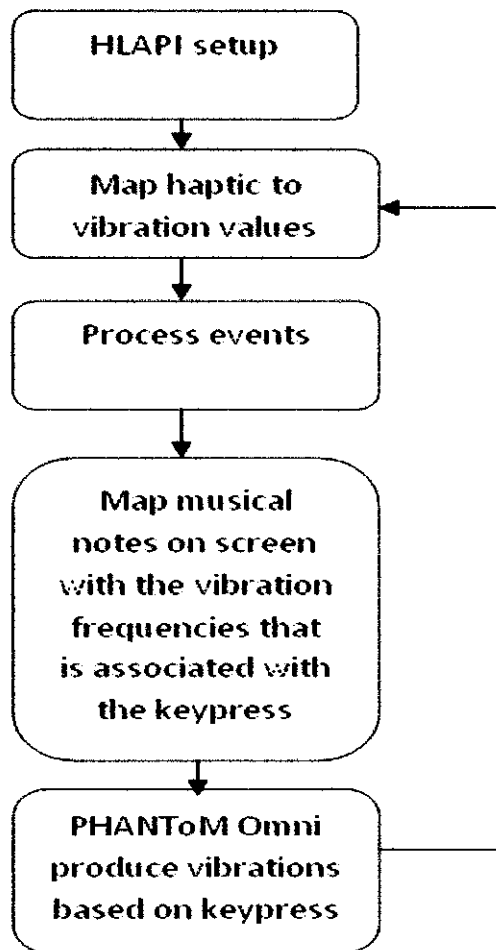 HLAPI setup
Map haptic to
vibration values
Process events
Map musical
notes on screen
with the vibration
frequencies that
is associated with
the keypress
PHANToM Omni
produce vibrations
based on keypress